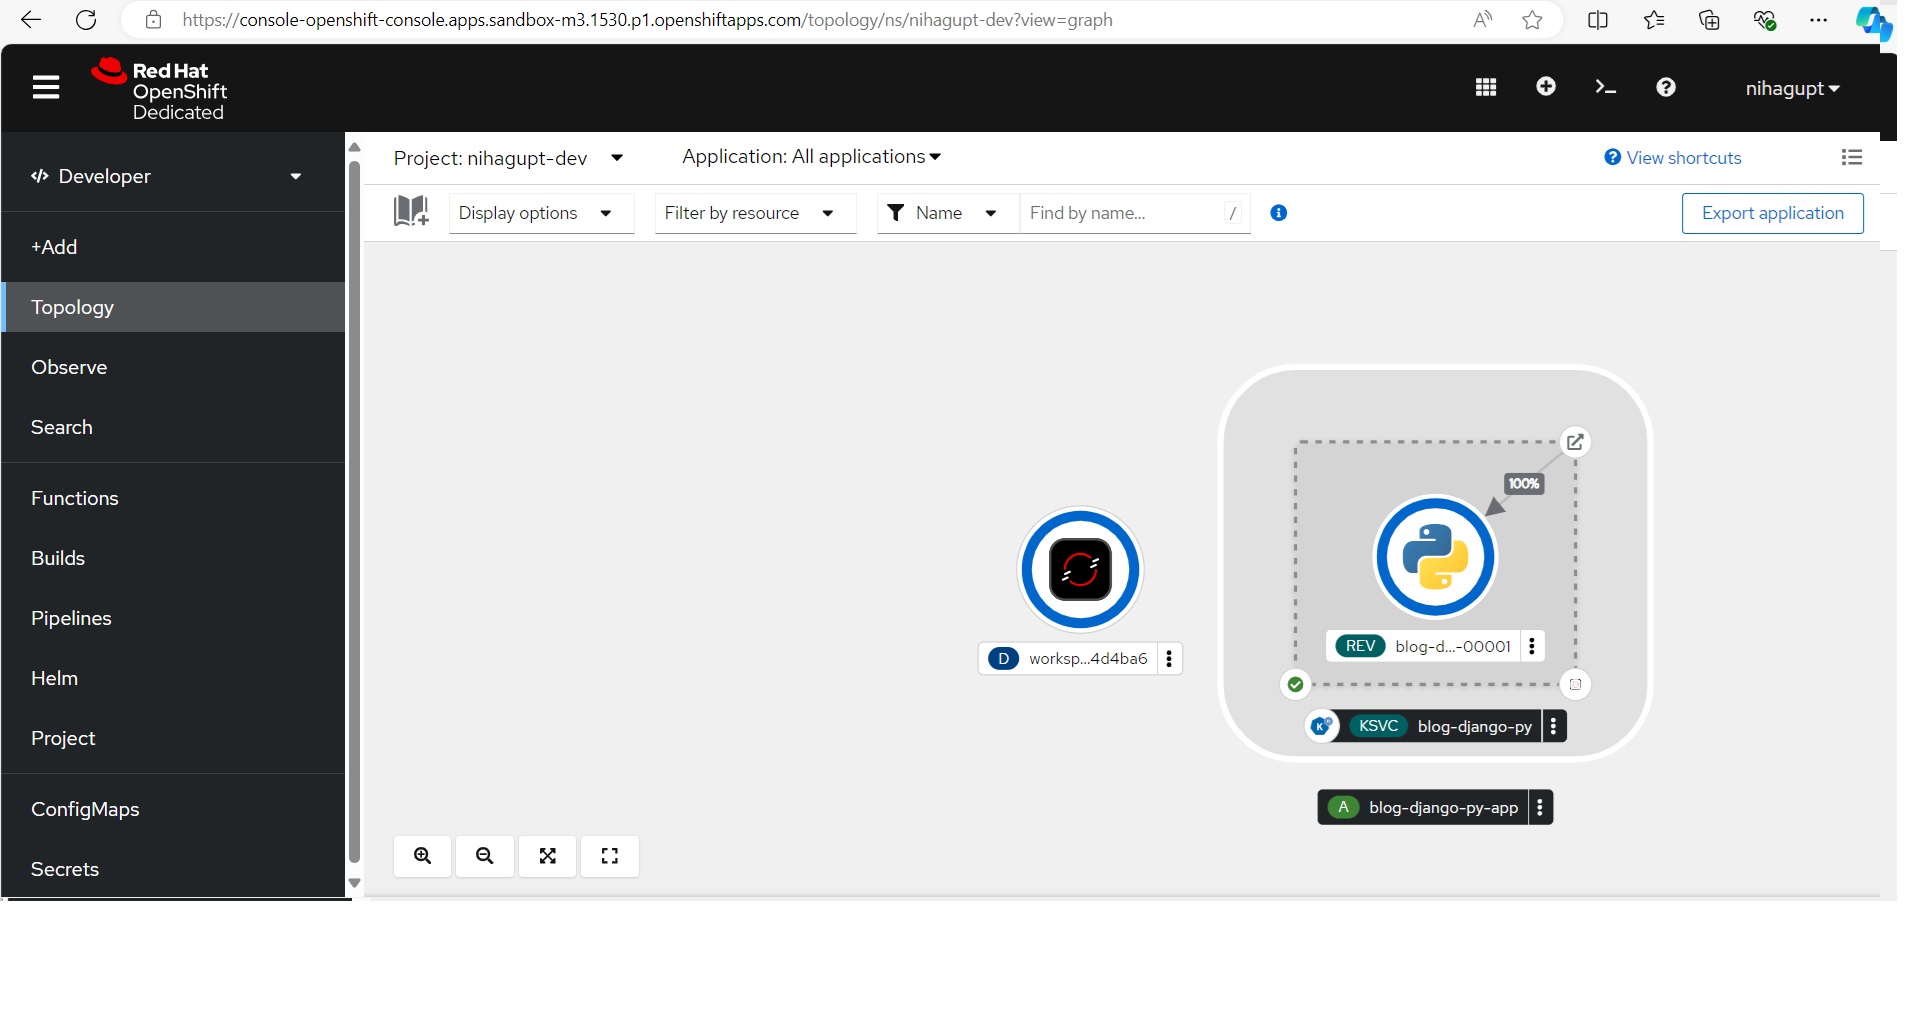 https://console-openshift-console.apps.sandbox-m3.1530.p1.openshiftapps.com/topology/ns/nihagupt-dev?view=graph
Red Hat
OpenShift
Dedicated
nihagupt
Developer
+Add
Topology
Observe
Search
Functions
Builds
Pipelines
Helm
Project
ConfigMaps
Secrets
Project: nihagupt-dev
Application: All applications
View shortcuts
Display options
Filter by resource
Name
Find by name...
/
Export application
100%
REV blog-d...-00001
D worksp...4d4ba6
KSVC blog-django-py
A blog-django-py-app